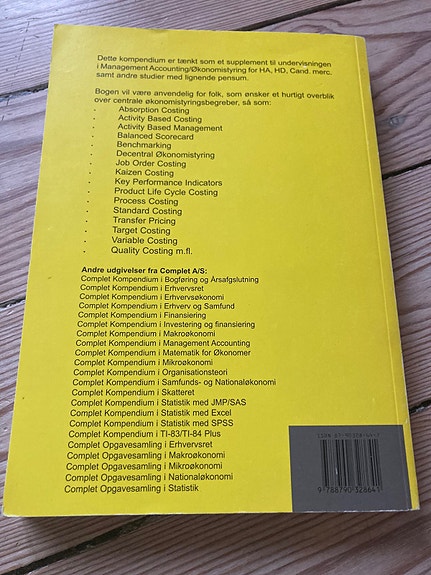 Dette kompendium er tænkt som et supplement til undervisningen
i Management Accounting/Økonomistyring for HA, HD, Cand. merc,
samt andre studier med lignende pensum.
Bogen vil være anvendelig for folk, som ønsker et hurtigt overblik
over centrale økonomistyringsbegreber, så som:
· Absorption Costing
· Activity Based Costing
· Activity Based Management
· Balanced Scorecard
· Benchmarking
· Decentral Økonomistyring
· Job Order Costing
· Kaizen Costing
· Key Performance Indicators
· Product Life Cycle Costing
· Process Costing
· Standard Costing
· Transfer Pricing
· Target Costing
· Variable Costing
· Quality Costing m.fl.
Andre udgivelser fra Complet A/S:
Complet Kompendium i Bogføring og Årsafgslutning
Complet Kompendium i Erhvervsret
Complet Kompendium i Erhvervsøkonomi
Complet Kompendium i Erhverv og Samfund
Complet Kompendium i Finansiering
Complet Kompendium i Investering og finansiering
Complet Kompendium i Makroøkonomi
Complet Kompendium i Management Accounting
Complet Kompendium i Matematik for Økonomer
Complet Kompendium i Mikroøkonomi
Complet Kompendium i Organisationsteori
Complet Kompendium i Samfunds- og Nationaløkonomi
Complet Kompendium i Skatteret
Complet Kompendium i Statistik med JMP/SAS
Complet Kompendium i Statistik med Excel
Complet Kompendium i Statistik med SPSS
Complet Kompendium i TI-83/TI-84 Plus
Complet Opgavesamling i Erhvervsret
Complet Opgavesamling i Makroøkonomi
Complet Opgavesamling i Mikroøkonomi
Complet Opgavesamling i Nationaløkonomi
Complet Opgavesamling i Statistik
ISBN
9 788790 328641